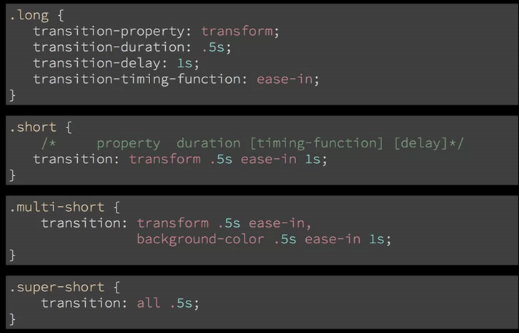 .long {
transition-property: transform;
transition-duration: .5s;
transition-delay: 1s;
transition-timing-function: ease-in;
}
.short {
/* property duration [timing-function] [delay]*/
transition: transform .5s ease-in 1s;
}
.multi-short {
transition: transform .5s ease-in,
background-color .5s ease-in 1s;
}
.super-short {
transition: all .5s;
}